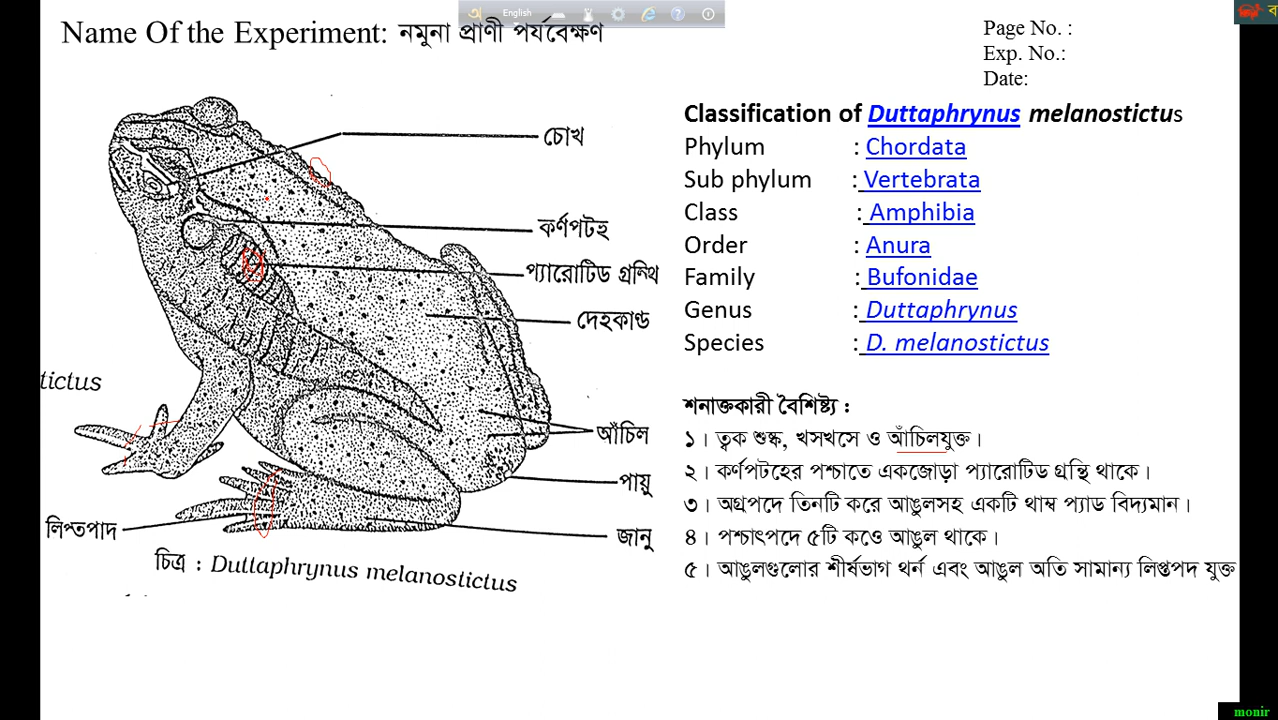 অ English
ব
Name Of the Experiment: নমুনা প্রাণী পর্যবেক্ষণ
Page No. :
Exp. No.:
Date:
চোখ
কর্ণপটহ
প্যারোটিড গ্রন্থি
দেহকাণ্ড
tictus
আঁচিল
পায়ু
লিপ্তপাদ
জানু
চিত্র : Duttaphrynus melanostictus
Classification of Duttaphrynus melanostictus
Phylum : Chordata
Sub phylum : Vertebrata
Class : Amphibia
Order : Anura
Family : Bufonidae
Genus : Duttaphrynus
Species : D. melanostictus
শনাক্তকারী বৈশিষ্ট্য :
১। ত্বক শুষ্ক, খসখসে ও আঁচিলযুক্ত।
২। কর্ণপটহের পশ্চাতে একজোড়া প্যারোটিড গ্রন্থি থাকে।
৩। অগ্রপদে তিনটি করে আঙুলসহ একটি থাম্ব প্যাড বিদ্যমান।
৪। পশ্চাৎপদে ৫টি কওে আঙুল থাকে।
৫। আঙুলগুলোর শীর্ষভাগ থর্ন এবং আঙুল অতি সামান্য লিপ্তপদ যুক্ত
monir